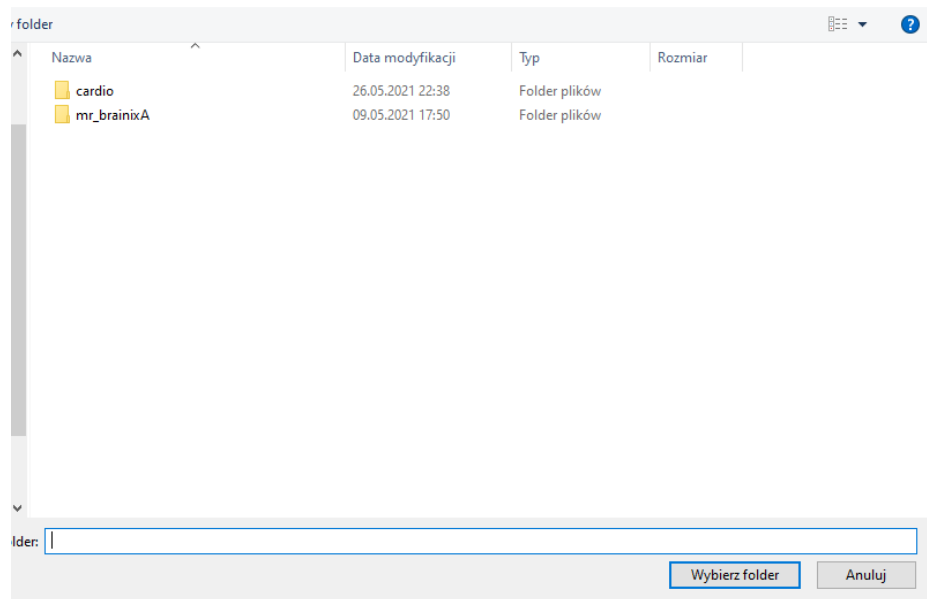 folder
Nazwa Data modyfikacji Typ Rozmiar
cardio 26.05.2021 22:38 Folder plików
mr_brainixA 09.05.2021 17:50 Folder plików
lder:
Wybierz folder Anuluj